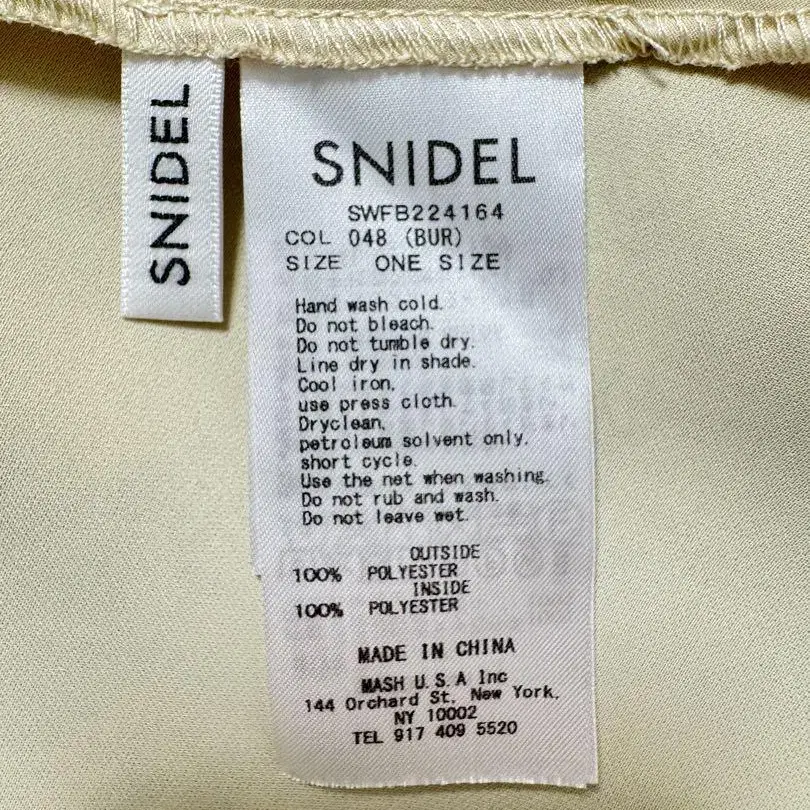 SNIDEL
SNIDEL
SWFB224164
COL 048 (BUR)
SIZE ONE SIZE
Hand wash cold.
Do not bleach.
Do not tumble dry.
Line dry in shade.
Cool iron,
use press cloth.
Dryclean,
petroleum solvent only,
short cycle.
Use the net when washing.
Do not rub and wash.
Do not leave wet.
OUTSIDE
100% POLYESTER
INSIDE
100% POLYESTER
MADE IN CHINA
MASH U.S.A Inc
144 Orchard St, New York,
NY 10002
TEL 917 409 5520